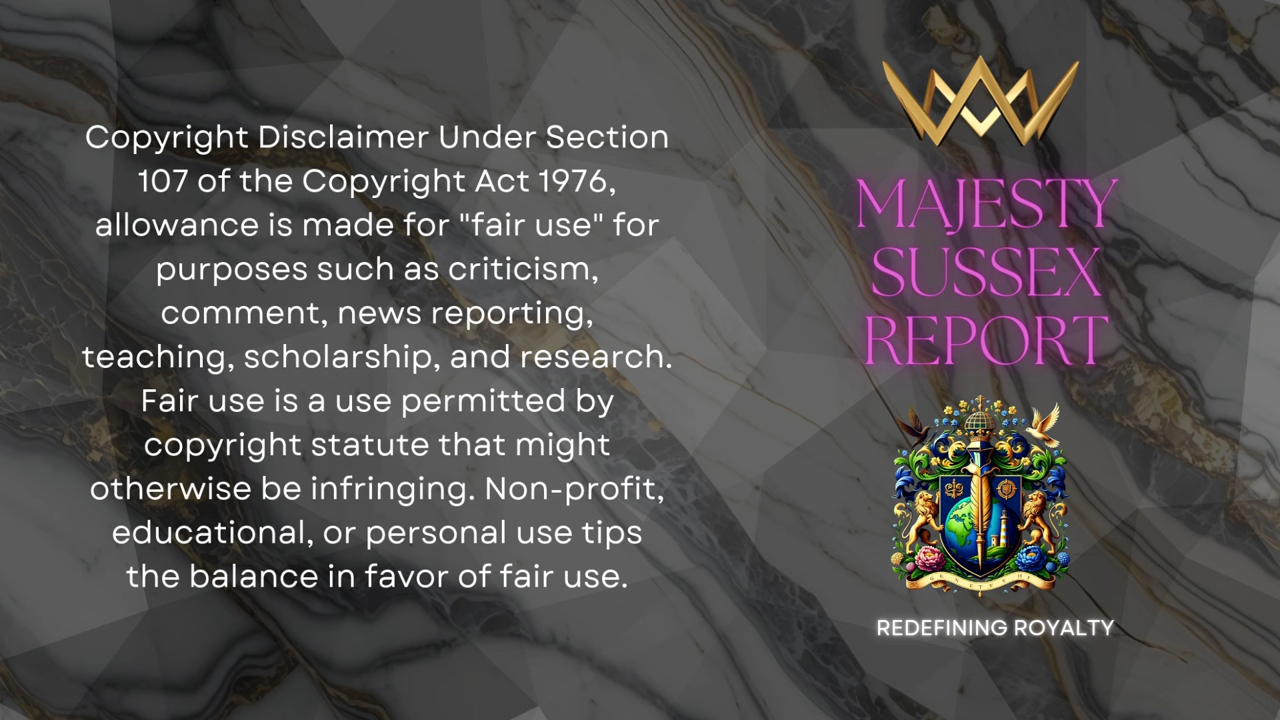 Copyright Disclaimer Under Section
107 of the Copyright Act 1976,
allowance is made for "fair use" for
purposes such as criticism,
comment, news reporting,
teaching, scholarship, and research.
Fair use is a use permitted by
copyright statute that might
otherwise be infringing. Non-profit,
educational, or personal use tips
the balance in favor of fair use.
MAJESTY
SUSSEX
REPORT
REDEFINING ROYALTY